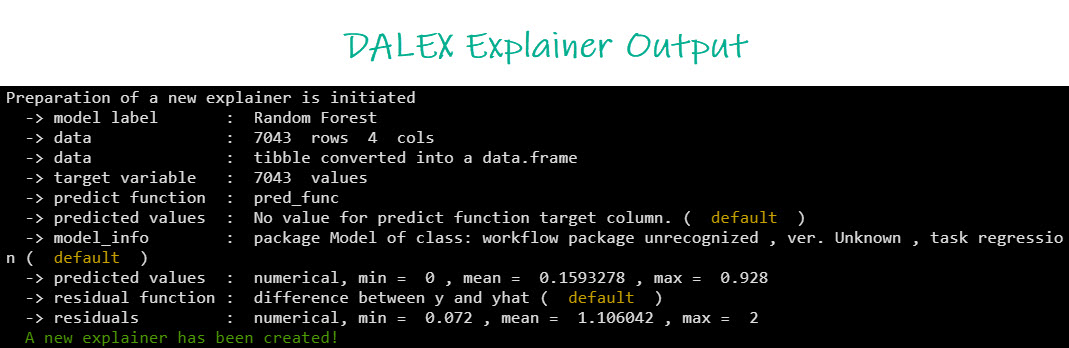 DALEX Explainer Output
Preparation of a new explainer is initiated
-> model label : Random Forest
-> data : 7043 rows 4 cols
-> data : tibble converted into a data.frame
-> target variable : 7043 values
-> predict function : pred_func
-> predicted values : No value for predict function target column. ( default )
-> model_info : package Model of class: workflow package unrecognized , ver. Unknown , task regressio
n ( default )
-> predicted values : numerical, min = 0 , mean = 0.1593278 , max = 0.928
-> residual function : difference between y and yhat ( default )
-> residuals : numerical, min = 0.072 , mean = 1.106042 , max = 2
A new explainer has been created!